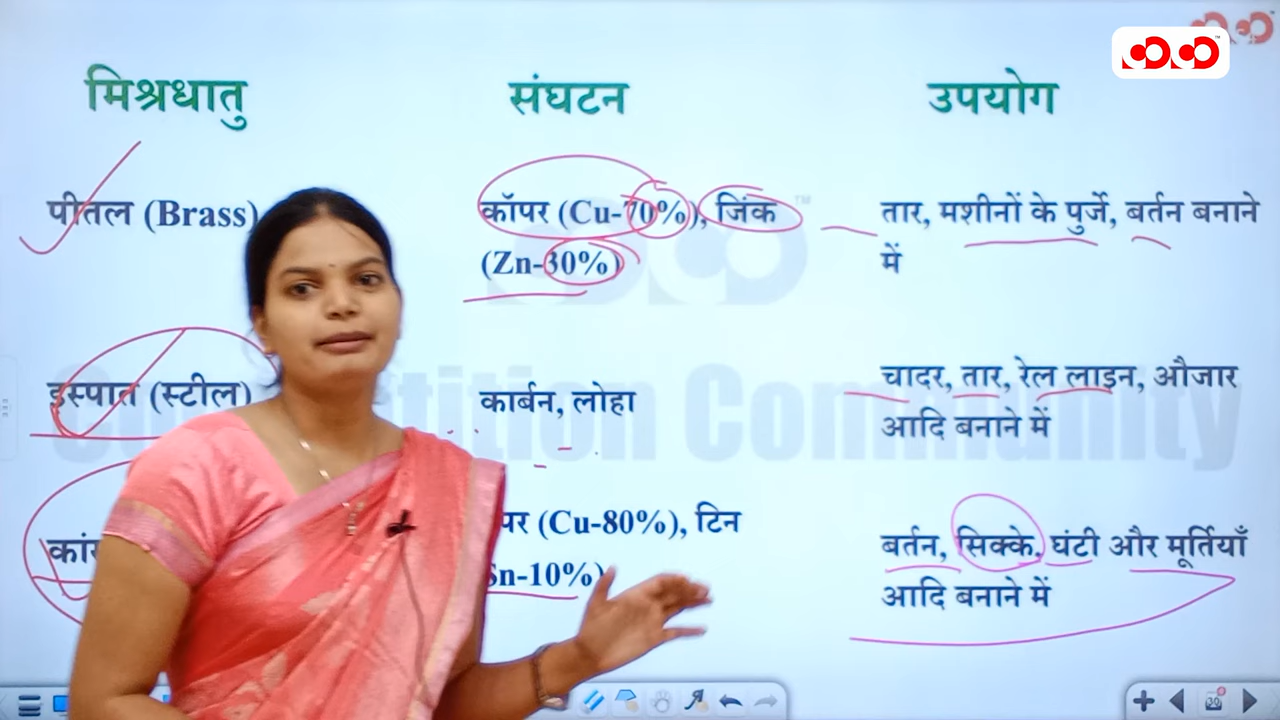 मिश्रधातु संघटन उपयोग
पीतल (Brass) कॉपर (Cu-70%), जिंक तार, मशीनों के पुर्जे, बर्तन बनाने
(Zn-30%) में
इस्पात (स्टील) कार्बन, लोहा चादर, तार, रेल लाइन, औजार
आदि बनाने में
(Cu-80%), टिन बर्तन, सिक्के, घंटी और मूर्तियाँ
Sn-10%) आदि बनाने में
Community